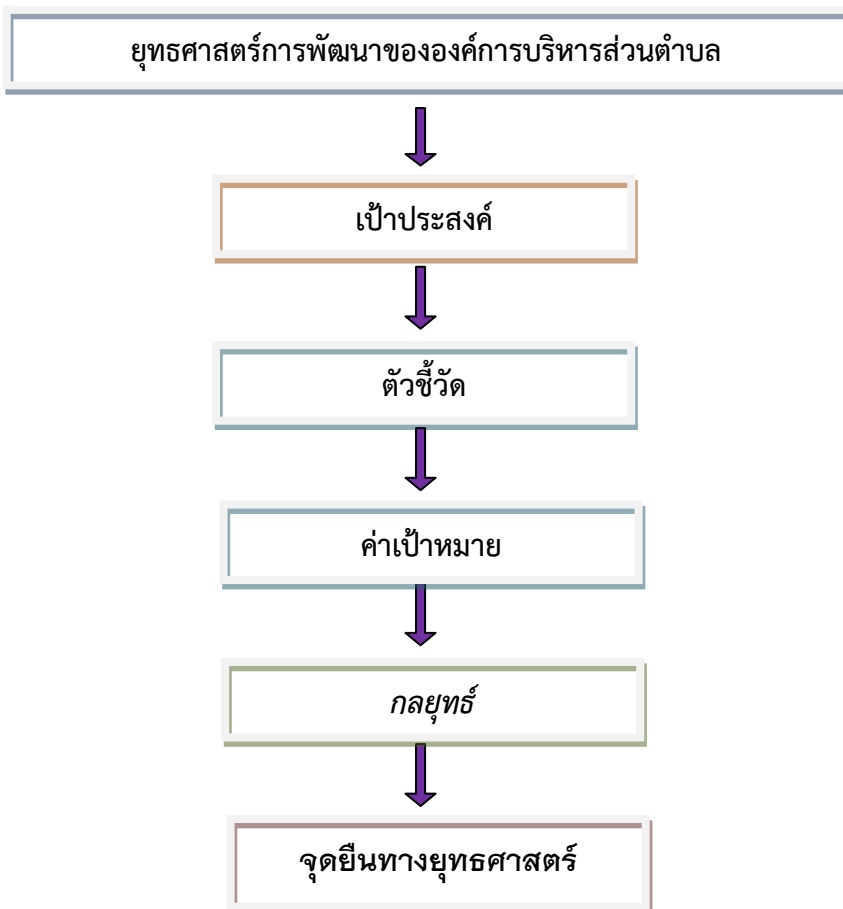 ยุทธศาสตร์การพัฒนาขององค์การบริหารส่วนตำบล
เป้าประสงค์
ตัวชี้วัด
ค่าเป้าหมาย
กลยุทธ์
จุดยืนทางยุทธศาสตร์